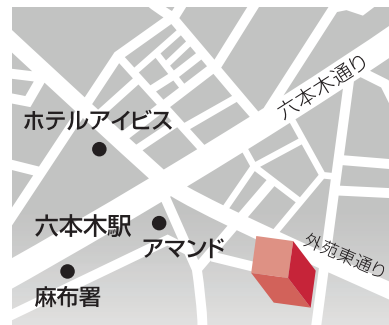 六本木通り
ホテルアイビス
六本木駅
アマンド
外苑東通り
麻布署